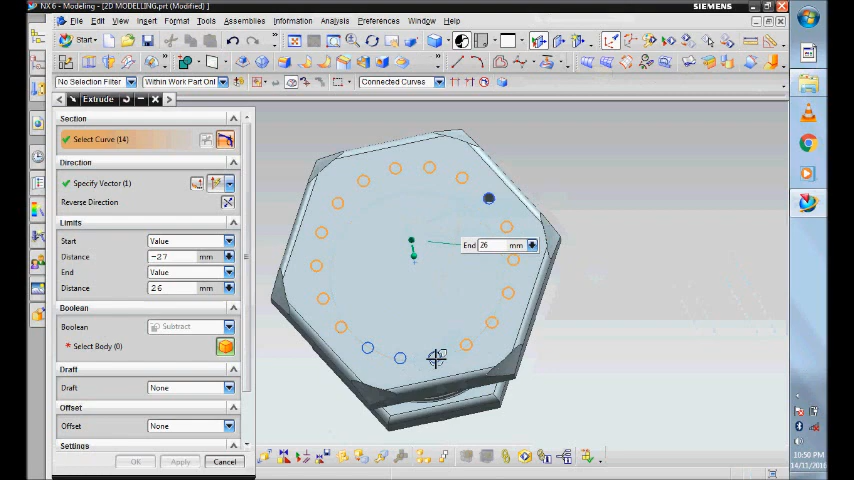 NX 6 - Modeling - [2D MODELLING.prt (Modified) ]
SIEMENS
File Edit View Insert Format Tools Assemblies Information Analysis Preferences Window Help
Start
No Selection Filter
Within Work Part Only
Connected Curves
Extrude
Section
Select Curve (14)
Direction
Specify Vector (1)
Reverse Direction
Limits
Start
Value
Distance
-27
mm
End
Value
Distance
26
mm
Boolean
Boolean
Subtract
* Select Body (0)
Draft
Draft
None
Offset
Offset
None
Settings
OK
Apply
Cancel
End 26 mm
10:50 PM
14/11/2016